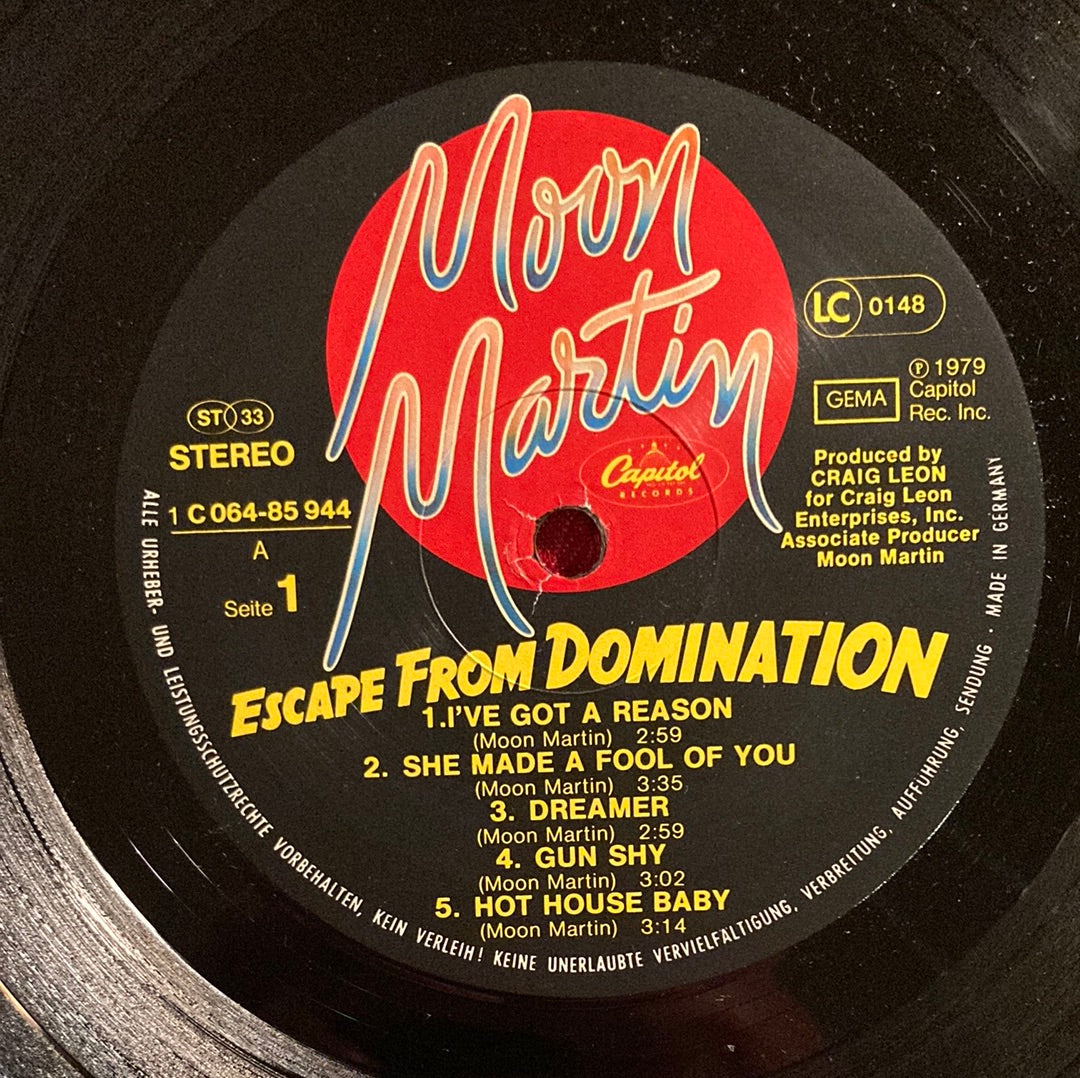 Moon
Martin
LC 0148
ST 33
STEREO
1 C 064-85 944
A
Seite 1
GEMA
℗ 1979
Capitol
Rec. Inc.
Capitol
RECORDS
Produced by
CRAIG LEON
for Craig Leon
Enterprises, Inc.
Associate Producer
Moon Martin
ESCAPE FROM DOMINATION
1.I'VE GOT A REASON
(Moon Martin) 2:59
2. SHE MADE A FOOL OF YOU
(Moon Martin) 3:35
3. DREAMER
(Moon Martin) 2:59
4. GUN SHY
(Moon Martin) 3:02
5. HOT HOUSE BABY
(Moon Martin) 3:14
ALLE URHEBER- UND LEISTUNGSSCHUTZRECHTE VORBEHALTEN, KEIN VERLEIH! KEINE UNERLAUBTE VERVIELFÄLTIGUNG, VERBREITUNG, AUFFÜHRUNG, SENDUNG · MADE IN GERMANY